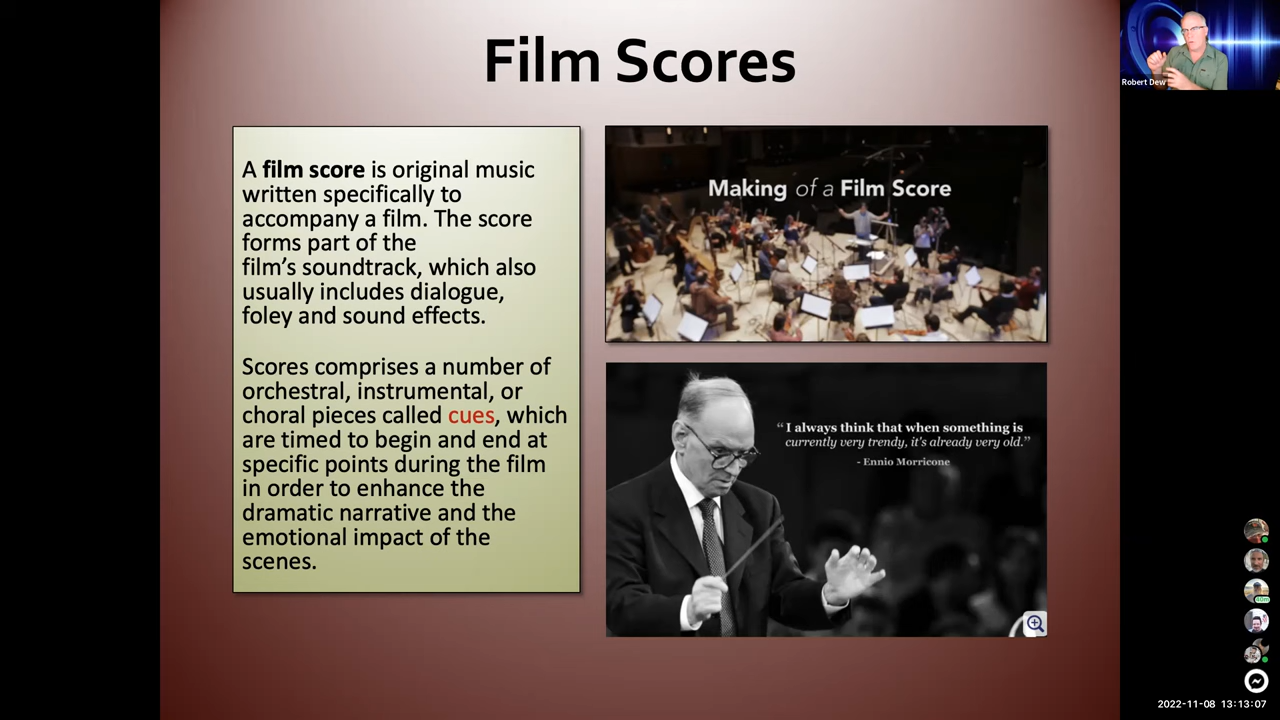 Film Scores
A film score is original music
written specifically to
accompany a film. The score
forms part of the
film’s soundtrack, which also
usually includes dialogue,
foley and sound effects.
Scores comprises a number of
orchestral, instrumental, or
choral pieces called cues, which
are timed to begin and end at
specific points during the film
in order to enhance the
dramatic narrative and the
emotional impact of the
scenes.
Making of a Film Score
“I always think that when something is
currently very trendy, it's already very old.”
- Ennio Morricone
Robert Dew
40m
2022-11-08 13:13:07